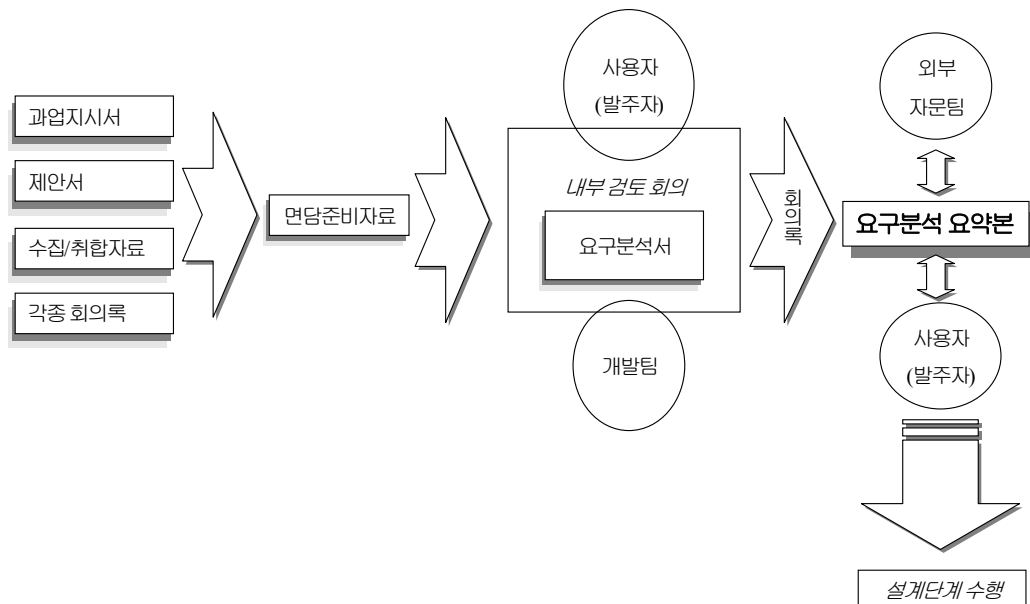 과업지시서
제안서
수집/취합자료
각종 회의록
면담준비자료
사용자
(발주자)
내부 검토 회의
요구분석서
개발팀
회의록
외부
자문팀
요구분석 요약본
사용자
(발주자)
설계단계 수행